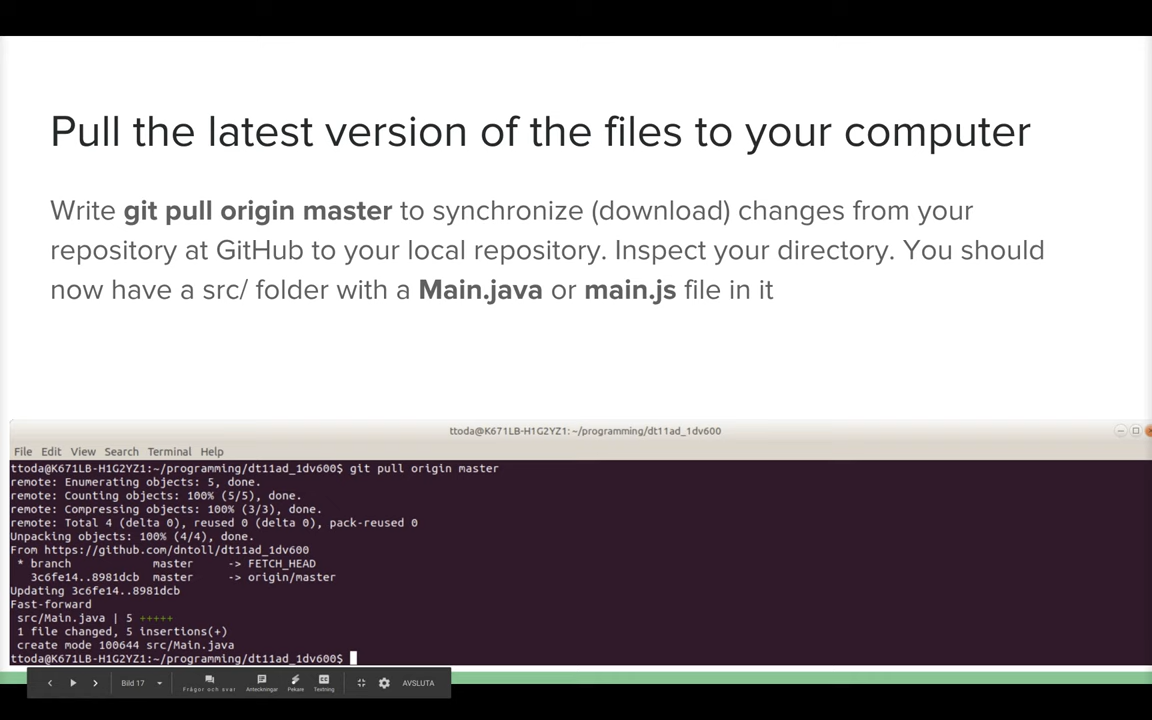 Pull the latest version of the files to your computer
Write git pull origin master to synchronize (download) changes from your
repository at GitHub to your local repository. Inspect your directory. You should
now have a src/ folder with a Main.java or main.js file in it
ttoda@K671LB-H1G2YZ1: ~/programming/dt11ad_1dv600
File Edit View Search Terminal Help
ttoda@K671LB-H1G2YZ1:~/programming/dt11ad_1dv600$ git pull origin master
remote: Enumerating objects: 5, done.
remote: Counting objects: 100% (5/5), done.
remote: Compressing objects: 100% (3/3), done.
remote: Total 4 (delta 0), reused 0 (delta 0), pack-reused 0
Unpacking objects: 100% (4/4), done.
From https://github.com/dntoll/dt11ad_1dv600
 * branch            master     -> FETCH_HEAD
   3c6fe14..8981dcb  master     -> origin/master
Updating 3c6fe14..8981dcb
Fast-forward
 src/Main.java | 5 +++++
 1 file changed, 5 insertions(+)
 create mode 100644 src/Main.java
ttoda@K671LB-H1G2YZ1:~/programming/dt11ad_1dv600$
Bild 17 Frågor och svar Anteckningar Pekare Textning AVSLUTA